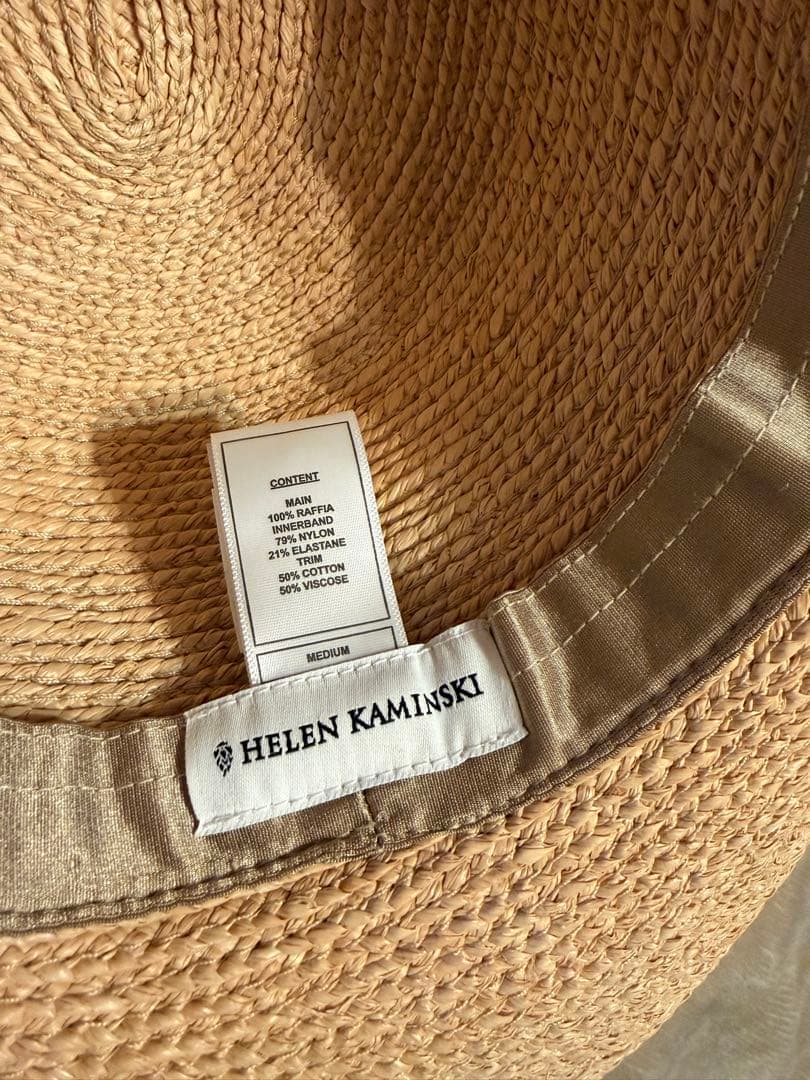 CONTENT
MAIN
100% RAFFIA
INNERBAND
79% NYLON
21% ELASTANE
TRIM
50% COTTON
50% VISCOSE
MEDIUM
HELEN KAMINSKI